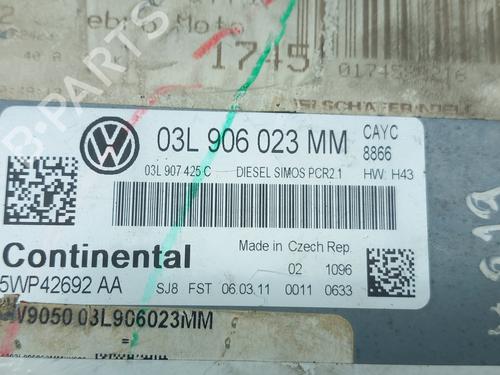 1745
03L 906 023 MM
CAYC
8866
03L 907 425 C DIESEL SIMOS PCR2.1 HW: H43
Continental
Made in Czech Rep.
02 1096
5WP42692 AA SJ8 FST 06.03.11 0011 0633
9050 03L906023MM
B-PARTS